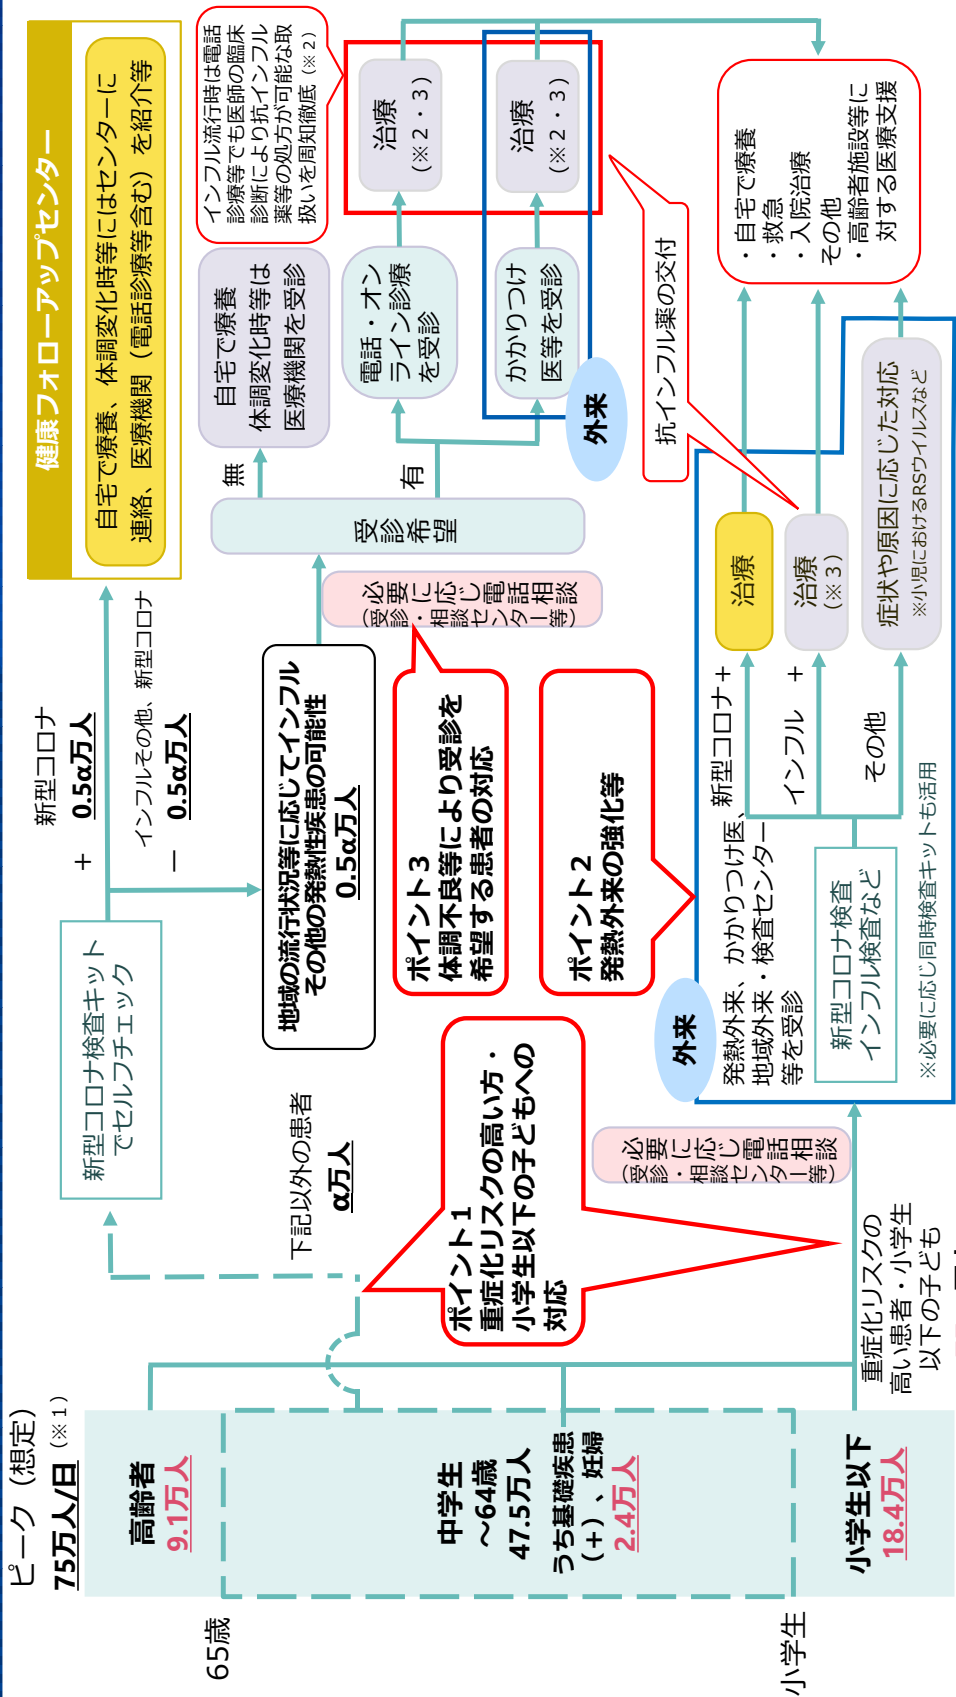 ピーク（想定）
75万人/日（※１）
65歳
小学生
高齢者
9.1万人
中学生
～64歳
47.5万人
うち基礎疾患
(＋)、妊婦
2.4万人
小学生以下
18.4万人
下記以外の患者
α万人
重症化リスクの
高い患者・小学生
以下の子ども
ポイント1
重症化リスクの高い方・
小学生以下の子どもへの
対応
新型コロナ検査キット
でセルフチェック
新型コロナ
＋
0.5α万人
インフルその他、新型コロナ
－
0.5α万人
健康フォローアップセンター
自宅で療養、体調変化時等にはセンターに
連絡、医療機関（電話診療等含む）を紹介等
地域の流行状況等に応じてインフル
その他の発熱性疾患の可能性
0.5α万人
必要に応じ電話相談
（受診・相談センター等）
ポイント3
体調不良等により受診を
希望する患者の対応
受診希望
無
有
自宅で療養
体調変化時等は
医療機関を受診
電話・オン
ライン診療
を受診
かかりつけ
医等を受診
外来
インフル流行時は電話
診療等でも医師の臨床
診断により抗インフル
薬等の処方が可能な取
扱いを周知徹底（※２）
治療
(※２・３)
治療
(※２・３)
抗インフル薬の交付
ポイント2
発熱外来の強化等
必要に応じ電話相談
（受診・相談センター等）
外来
発熱外来、かかりつけ医、
地域外来・検査センター
等を受診
新型コロナ検査
インフル検査など
※必要に応じ同時検査キットも活用
新型コロナ＋
インフル　＋
その他
治療
治療
(※３)
症状や原因に応じた対応
※小児におけるRSウイルスなど
・自宅で療養
・救急
・入院治療
その他
・高齢者施設等に
対する医療支援